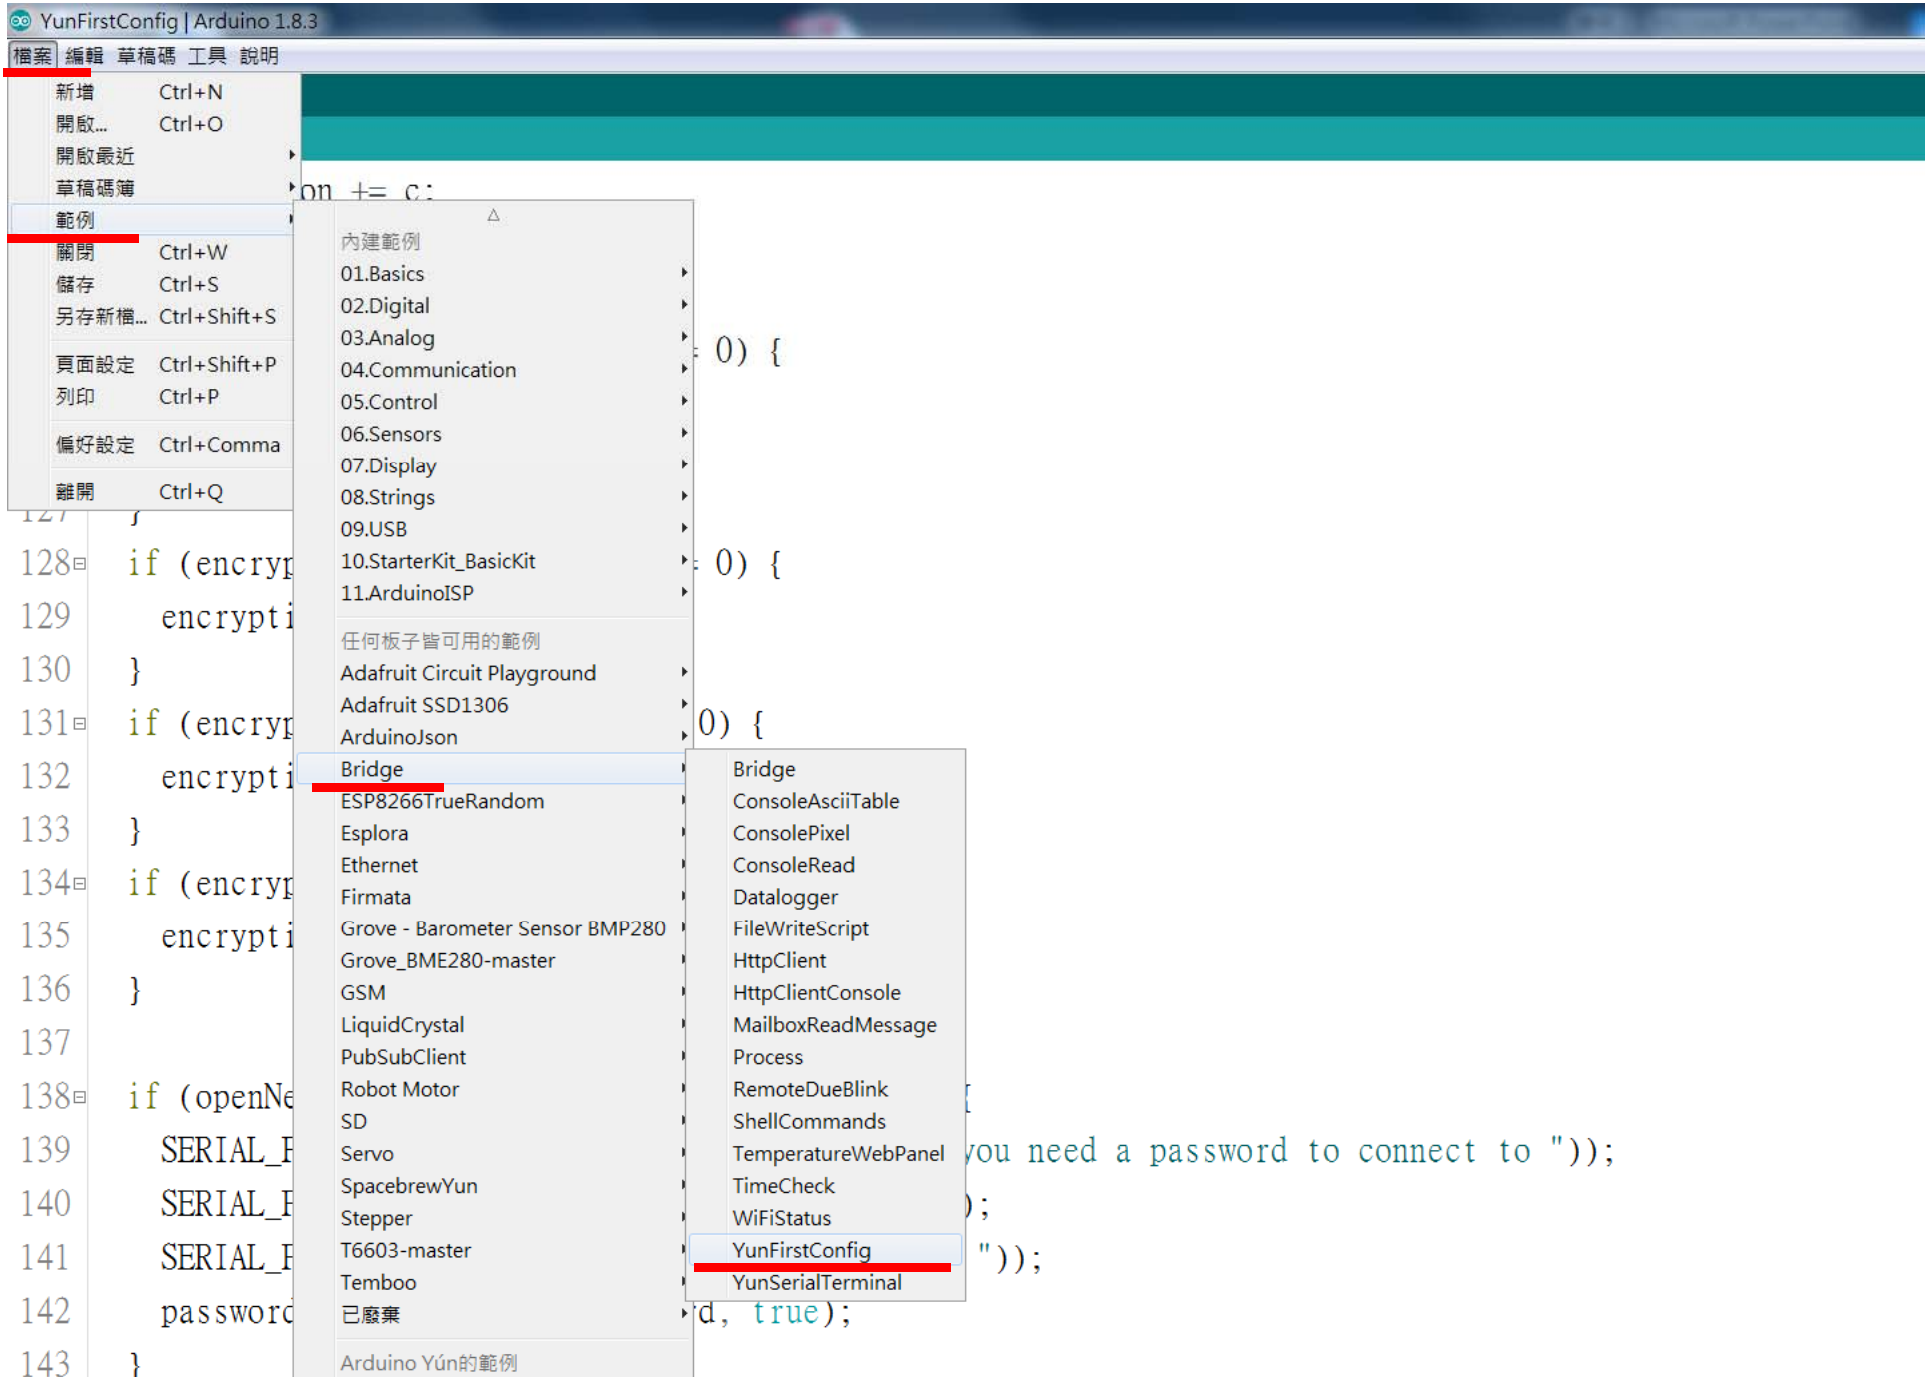 YunFirstConfig | Arduino 1.8.3
檔案 編輯 草稿碼 工具 說明
新增 Ctrl+N
開啟... Ctrl+O
開啟最近
草稿碼簿
範例
關閉 Ctrl+W
儲存 Ctrl+S
另存新檔... Ctrl+Shift+S
頁面設定 Ctrl+Shift+P
列印 Ctrl+P
偏好設定 Ctrl+Comma
離開 Ctrl+Q
內建範例
01.Basics
02.Digital
03.Analog
04.Communication
05.Control
06.Sensors
07.Display
08.Strings
09.USB
10.StarterKit_BasicKit
11.ArduinoISP
任何板子皆可用的範例
Adafruit Circuit Playground
Adafruit SSD1306
ArduinoJson
Bridge
ESP8266TrueRandom
Esplora
Ethernet
Firmata
Grove - Barometer Sensor BMP280
Grove_BME280-master
GSM
LiquidCrystal
PubSubClient
Robot Motor
SD
Servo
SpacebrewYun
Stepper
T6603-master
Temboo
已廢棄
Arduino Yún的範例
Bridge
ConsoleAsciiTable
ConsolePixel
ConsoleRead
Datalogger
FileWriteScript
HttpClient
HttpClientConsole
MailboxReadMessage
Process
RemoteDueBlink
ShellCommands
TemperatureWebPanel
TimeCheck
WiFiStatus
YunFirstConfig
YunSerialTerminal
on += c;
= 0) {
127 }
128 if (encryp = 0) {
129 encrypti
130 }
131 if (encryp 0) {
132 encrypti
133 }
134 if (encryp
135 encrypti
136 }
137
138 if (openNe {
139 SERIAL_P you need a password to connect to "));
140 SERIAL_P );
141 SERIAL_P "));
142 password d, true);
143 }